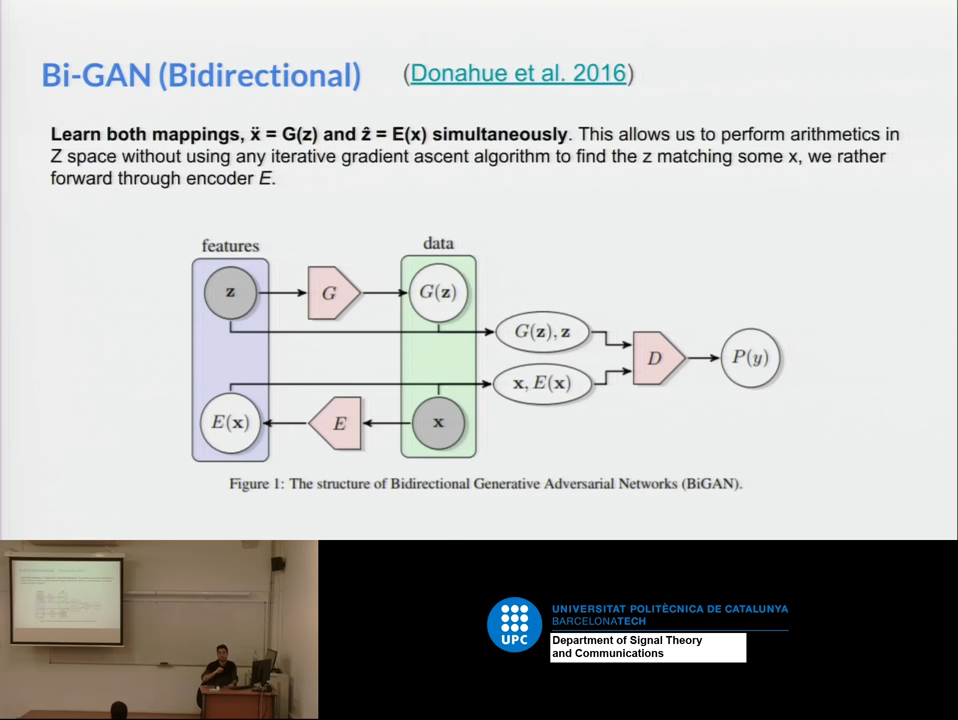 Bi-GAN (Bidirectional) (Donahue et al. 2016)
Learn both mappings, ẍ = G(z) and ẑ = E(x) simultaneously. This allows us to perform arithmetics in
Z space without using any iterative gradient ascent algorithm to find the z matching some x, we rather
forward through encoder E.
features data
z G G(z)
G(z), z
D P(y)
x, E(x)
E(x) E x
Figure 1: The structure of Bidirectional Generative Adversarial Networks (BiGAN).
UPC
UNIVERSITAT POLITÈCNICA DE CATALUNYA
BARCELONATECH
Department of Signal Theory
and Communications